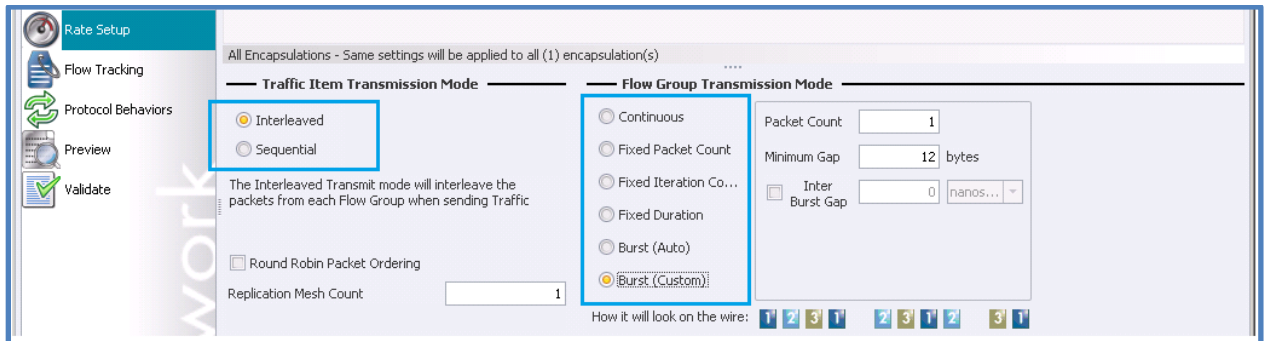 Rate Setup
Flow Tracking
Protocol Behaviors
Preview
Validate
All Encapsulations - Same settings will be applied to all (1) encapsulation(s)
Traffic Item Transmission Mode
Interleaved
Sequential
The Interleaved Transmit mode will interleave the
packets from each Flow Group when sending Traffic
Round Robin Packet Ordering
Replication Mesh Count 1
Flow Group Transmission Mode
Continuous
Fixed Packet Count
Fixed Iteration Co...
Fixed Duration
Burst (Auto)
Burst (Custom)
Packet Count 1
Minimum Gap 12 bytes
Inter
Burst Gap 0 nanos...
How it will look on the wire: 1 2 3 1 2 3 1 2 3 1
work